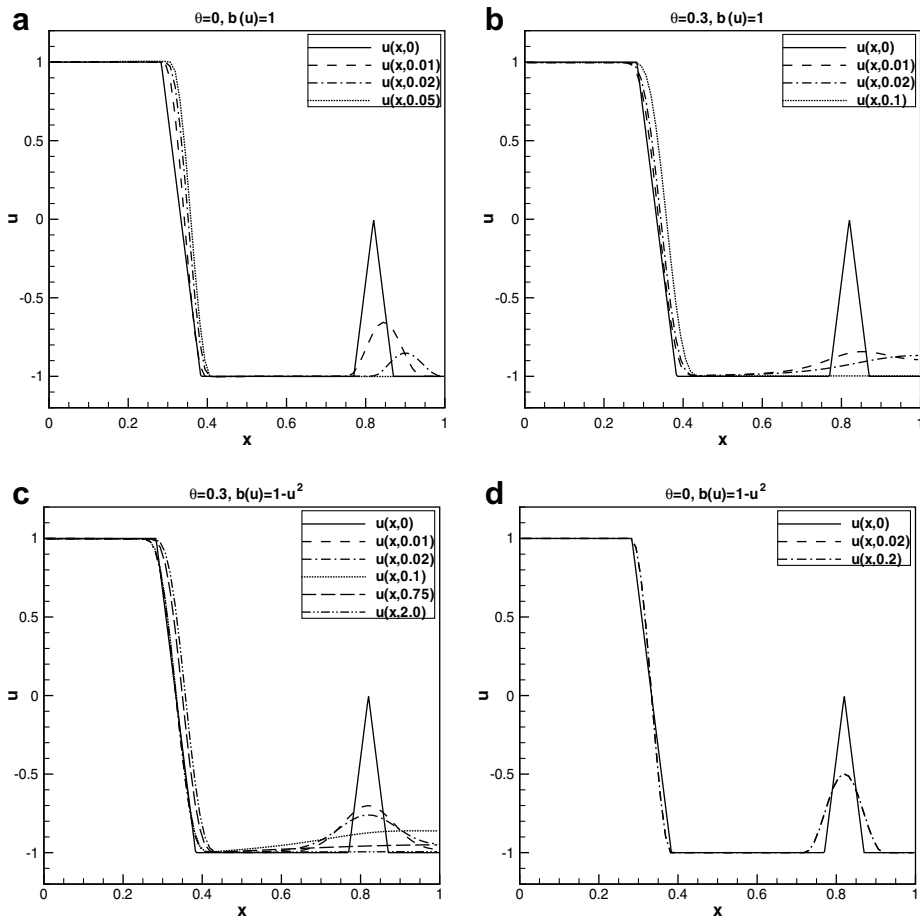 a
θ=0, b(u)=1
u(x,0)
u(x,0.01)
u(x,0.02)
u(x,0.05)
1
0.5
0
-0.5
-1
u
0 0.2 0.4 0.6 0.8 1
x
b
θ=0.3, b(u)=1
u(x,0)
u(x,0.01)
u(x,0.02)
u(x,0.1)
1
0.5
0
-0.5
-1
u
0 0.2 0.4 0.6 0.8 1
x
c
θ=0.3, b(u)=1-u²
u(x,0)
u(x,0.01)
u(x,0.02)
u(x,0.1)
u(x,0.75)
u(x,2.0)
1
0.5
0
-0.5
-1
u
0 0.2 0.4 0.6 0.8 1
x
d
θ=0, b(u)=1-u²
u(x,0)
u(x,0.02)
u(x,0.2)
1
0.5
0
-0.5
-1
u
0 0.2 0.4 0.6 0.8 1
x